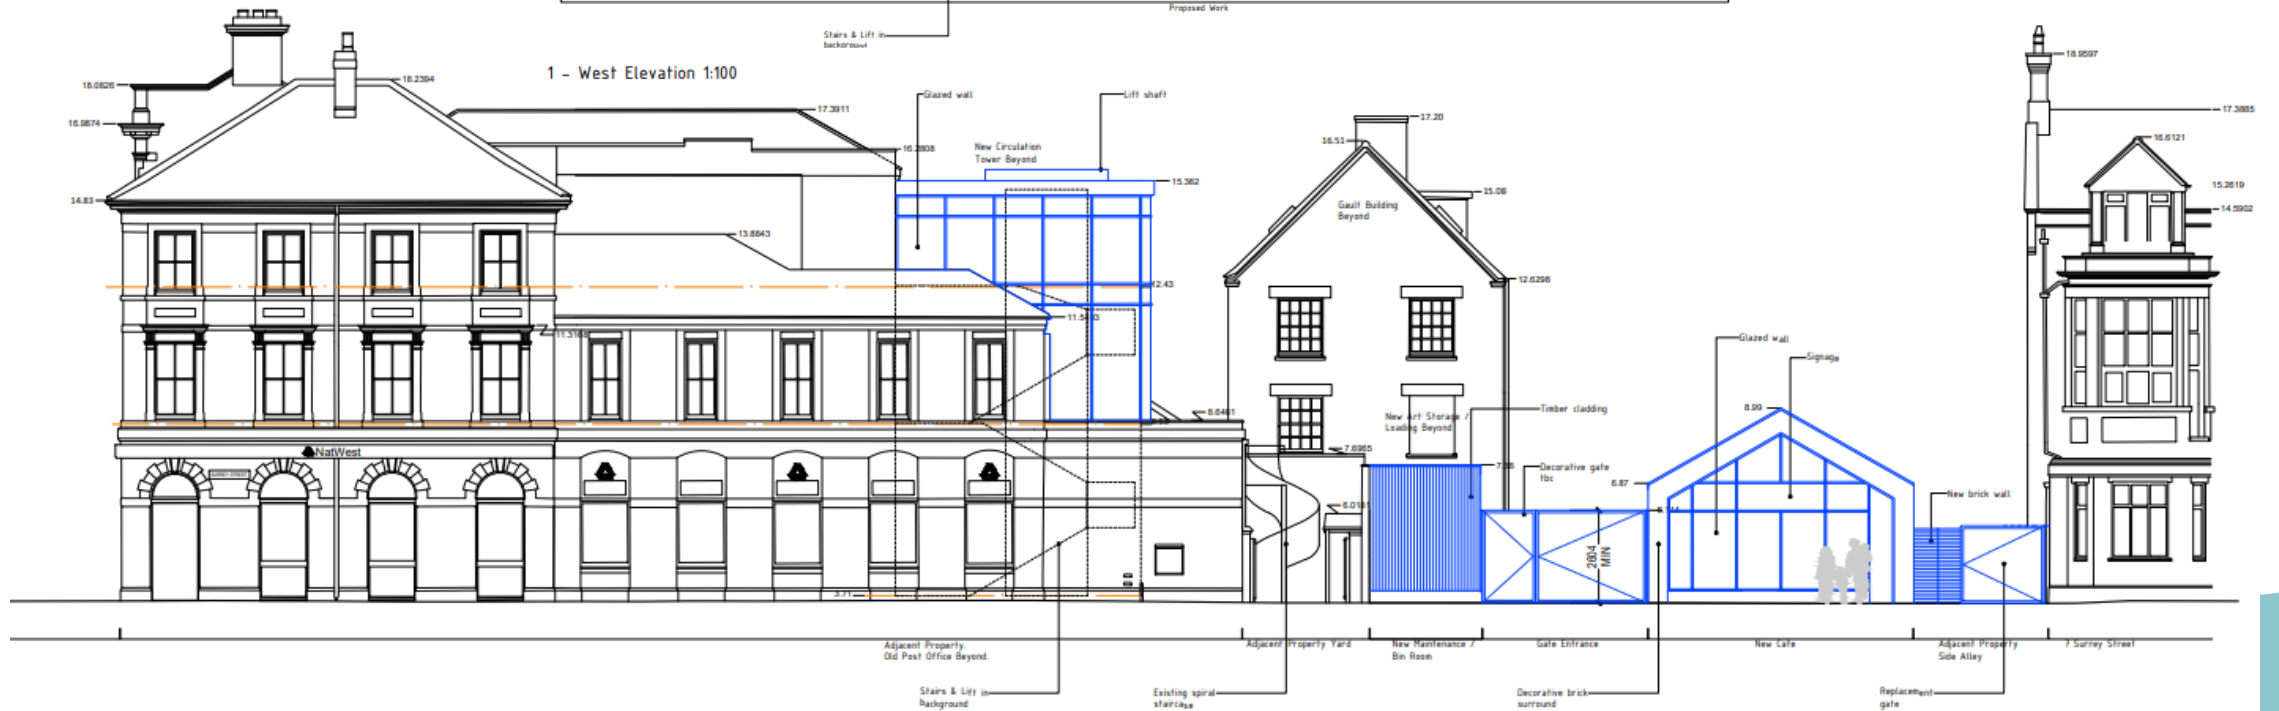 Proposed Work
Stairs & Lift in
background
1 - West Elevation 1:100
18.0826
18.2394
16.9874
17.3911
Glazed wall
Lift shaft
New Circulation
Tower Beyond
16.2808
15.382
14.83
13.8843
17.20
16.51
15.08
Gault Building
Beyond
18.9597
17.3885
16.6121
15.2619
14.5902
12.43
12.6298
11.3168
Glazed wall
Signage
8.99
8.6461
New Art Storage /
Loading Beyond
Timber cladding
NatWest
7.6965
Decorative gate
tbc
6.87
New brick wall
2604
MIN
3.71
Adjacent Property.
Old Post Office Beyond.
Adjacent Property Yard
New Maintenance /
Bin Room
Gate Entrance
New Cafe
Adjacent Property
Side Alley
7 Surrey Street
Stairs & Lift in
background
Existing spiral
staircase
Decorative brick
surround
Replacement
gate